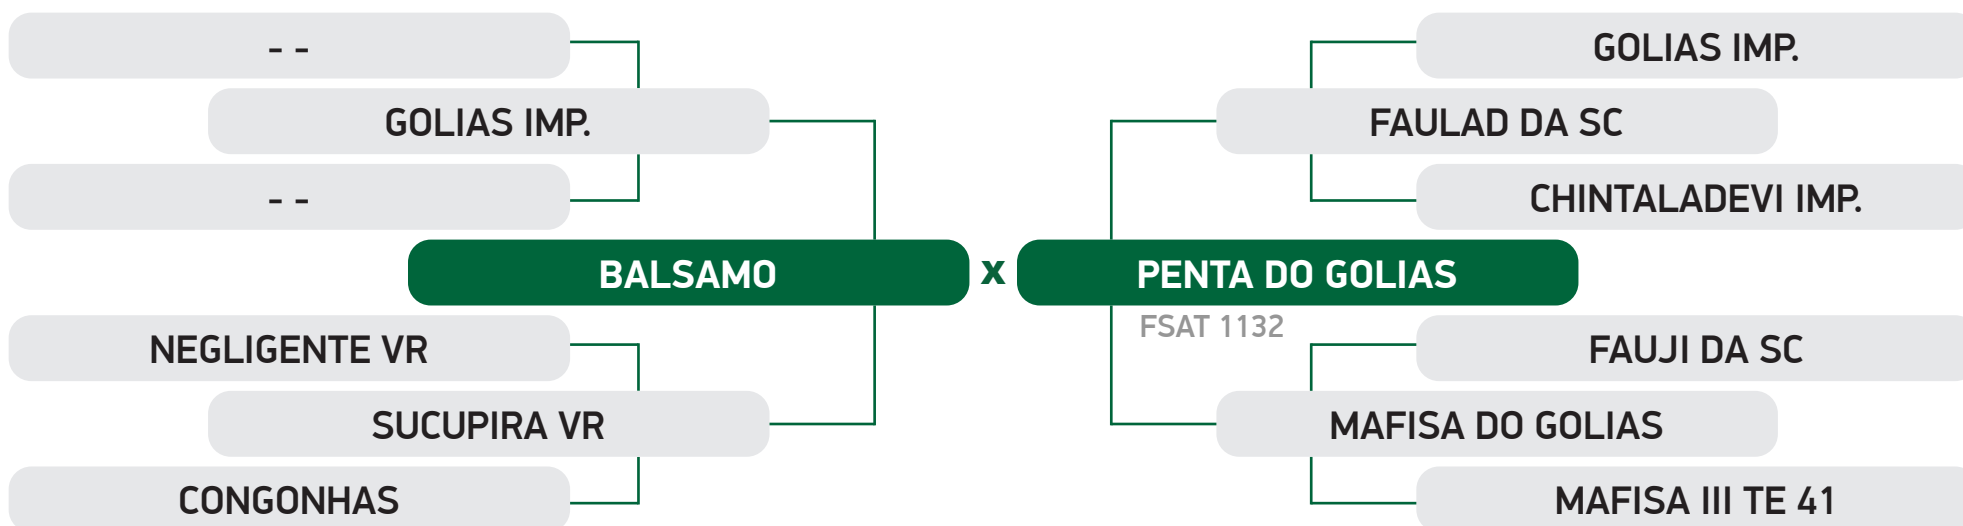 - -
GOLIAS IMP.
- -
BALSAMO
NEGLIGENTE VR
SUCUPIRA VR
CONGONHAS
x
GOLIAS IMP.
FAULAD DA SC
CHINTALADEVI IMP.
PENTA DO GOLIAS
FSAT 1132
FAUJI DA SC
MAFISA DO GOLIAS
MAFISA III TE 41